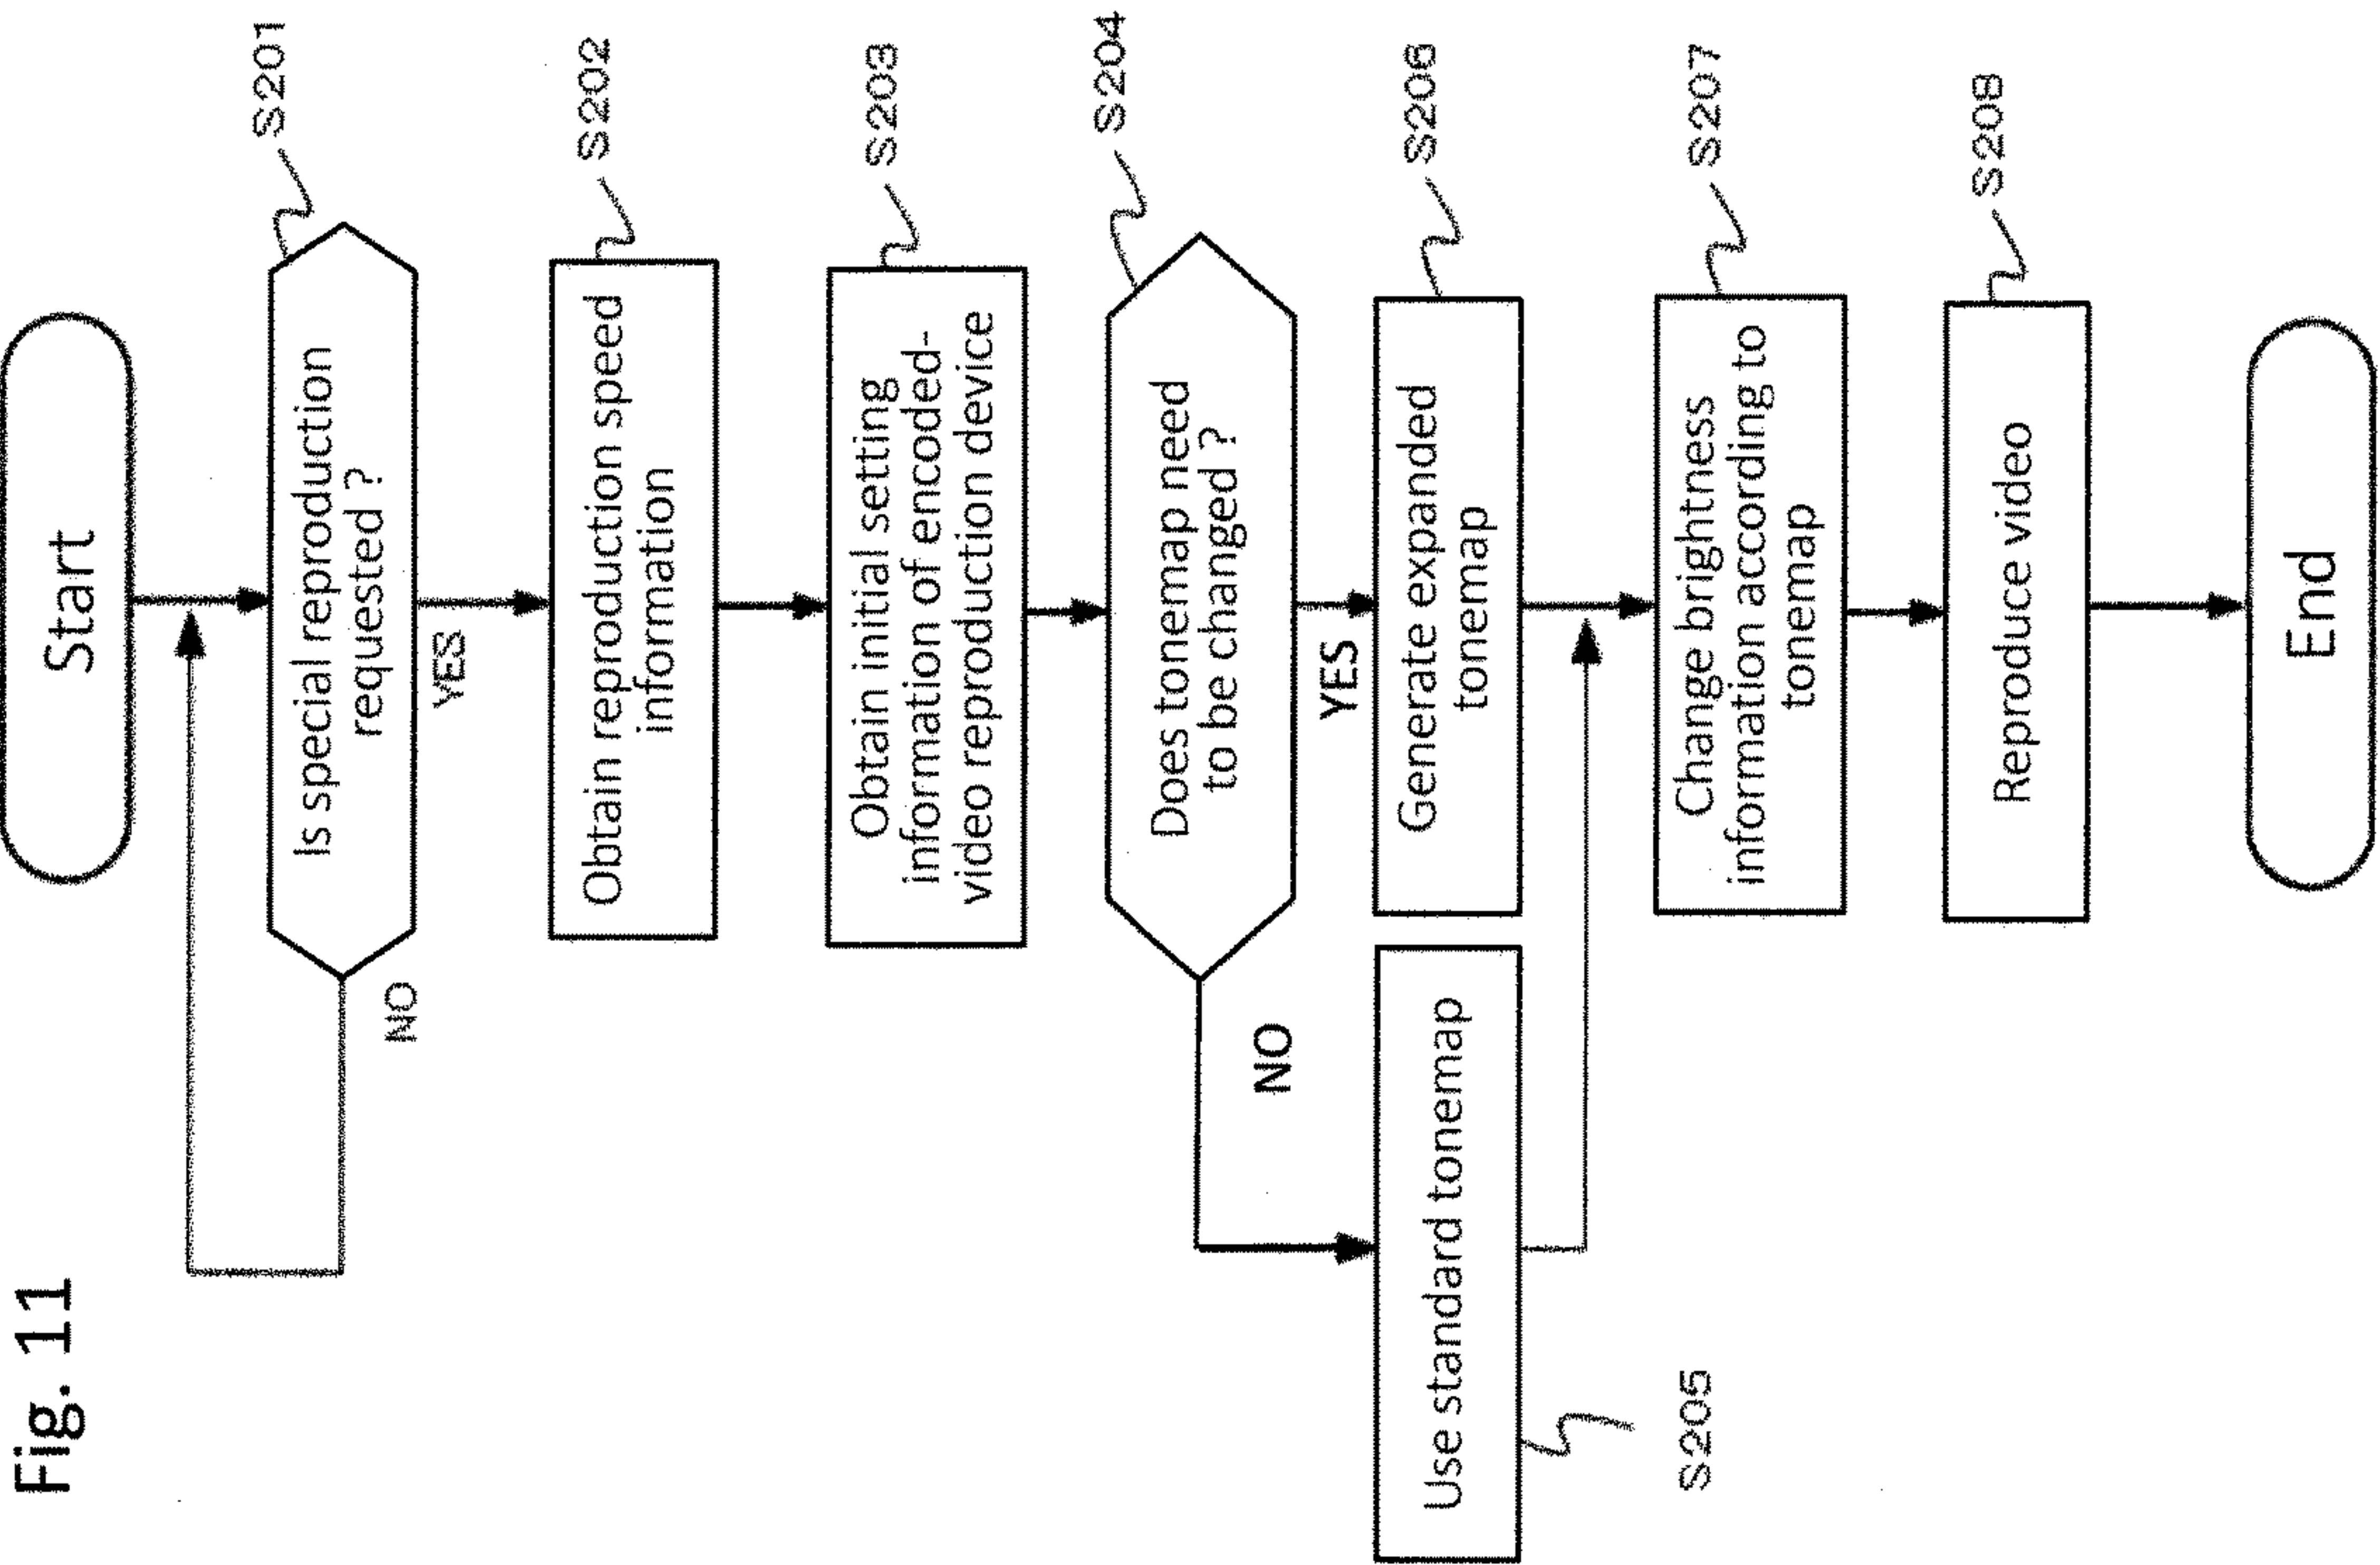 Fig. 11
Start
S201
Is special reproduction
requested ?
NO
YES
S202
Obtain reproduction speed
information
S203
Obtain initial setting
information of encoded-
video reproduction device
S204
Does tonemap need
to be changed ?
NO
YES
S205
Use standard tonemap
S206
Generate expanded
tonemap
S207
Change brightness
information according to
tonemap
S208
Reproduce video
End